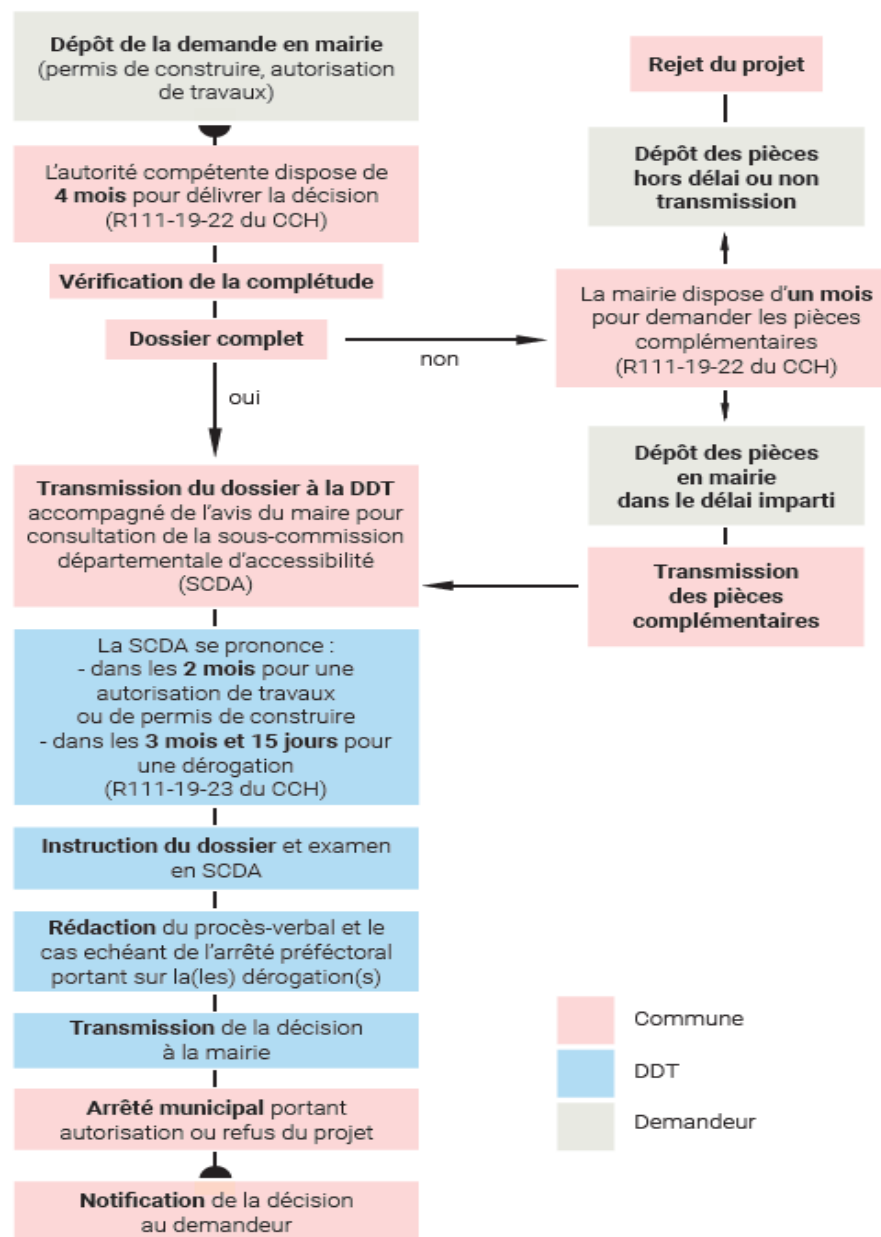 Dépôt de la demande en mairie
(permis de construire, autorisation
de travaux)
L'autorité compétente dispose de
4 mois pour délivrer la décision
(R111-19-22 du CCH)
Vérification de la complétude
Dossier complet
non
oui
Rejet du projet
Dépôt des pièces
hors délai ou non
transmission
La mairie dispose d'un mois
pour demander les pièces
complémentaires
(R111-19-22 du CCH)
Dépôt des pièces
en mairie
dans le délai imparti
Transmission
des pièces
complémentaires
Transmission du dossier à la DDT
accompagné de l'avis du maire pour
consultation de la sous-commission
départementale d'accessibilité
(SCDA)
La SCDA se prononce :
- dans les 2 mois pour une
autorisation de travaux
ou de permis de construire
- dans les 3 mois et 15 jours pour
une dérogation
(R111-19-23 du CCH)
Instruction du dossier et examen
en SCDA
Rédaction du procès-verbal et le
cas echéant de l'arrêté préféctoral
portant sur la(les) dérogation(s)
Transmission de la décision
à la mairie
Arrêté municipal portant
autorisation ou refus du projet
Notification de la décision
au demandeur
Commune
DDT
Demandeur